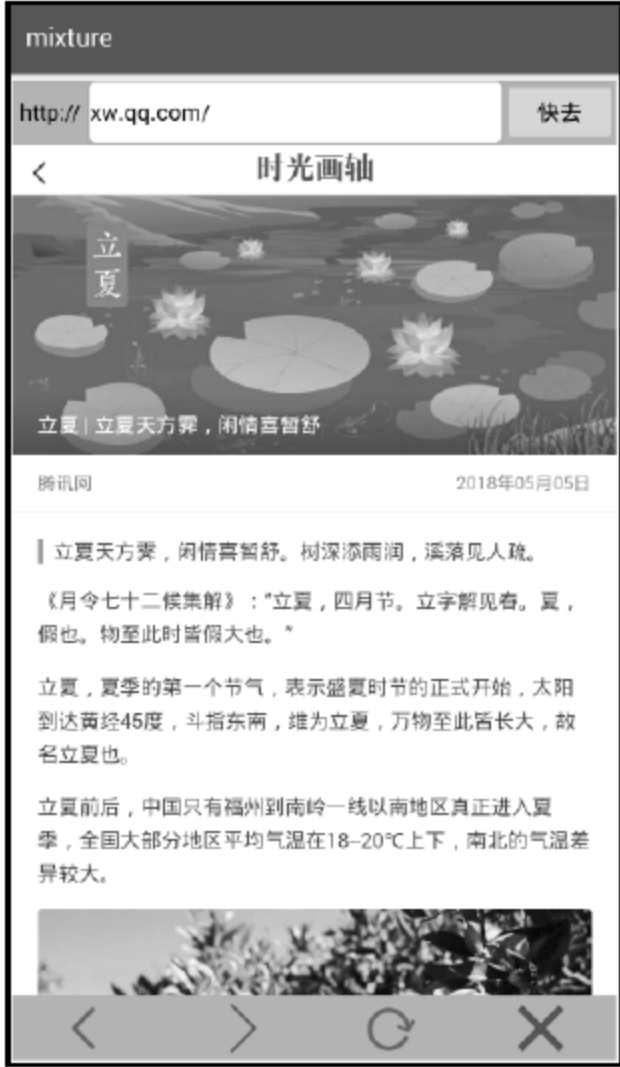 mixture
http:// xw.qq.com/ 快去
时光画轴
立
夏
立夏 | 立夏天方霁，闲情喜暂舒
腾讯网 2018年05月05日
立夏天方霁，闲情喜暂舒。树深添雨润，溪落见人疏。
《月令七十二候集解》："立夏，四月节。立字解见春。夏，
假也。物至此时皆假大也。"
立夏，夏季的第一个节气，表示盛夏时节的正式开始，太阳
到达黄经45度，斗指东南，维为立夏，万物至此皆长大，故
名立夏也。
立夏前后，中国只有福州到南岭一线以南地区真正进入夏
季，全国大部分地区平均气温在18–20℃上下，南北的气温差
异较大。